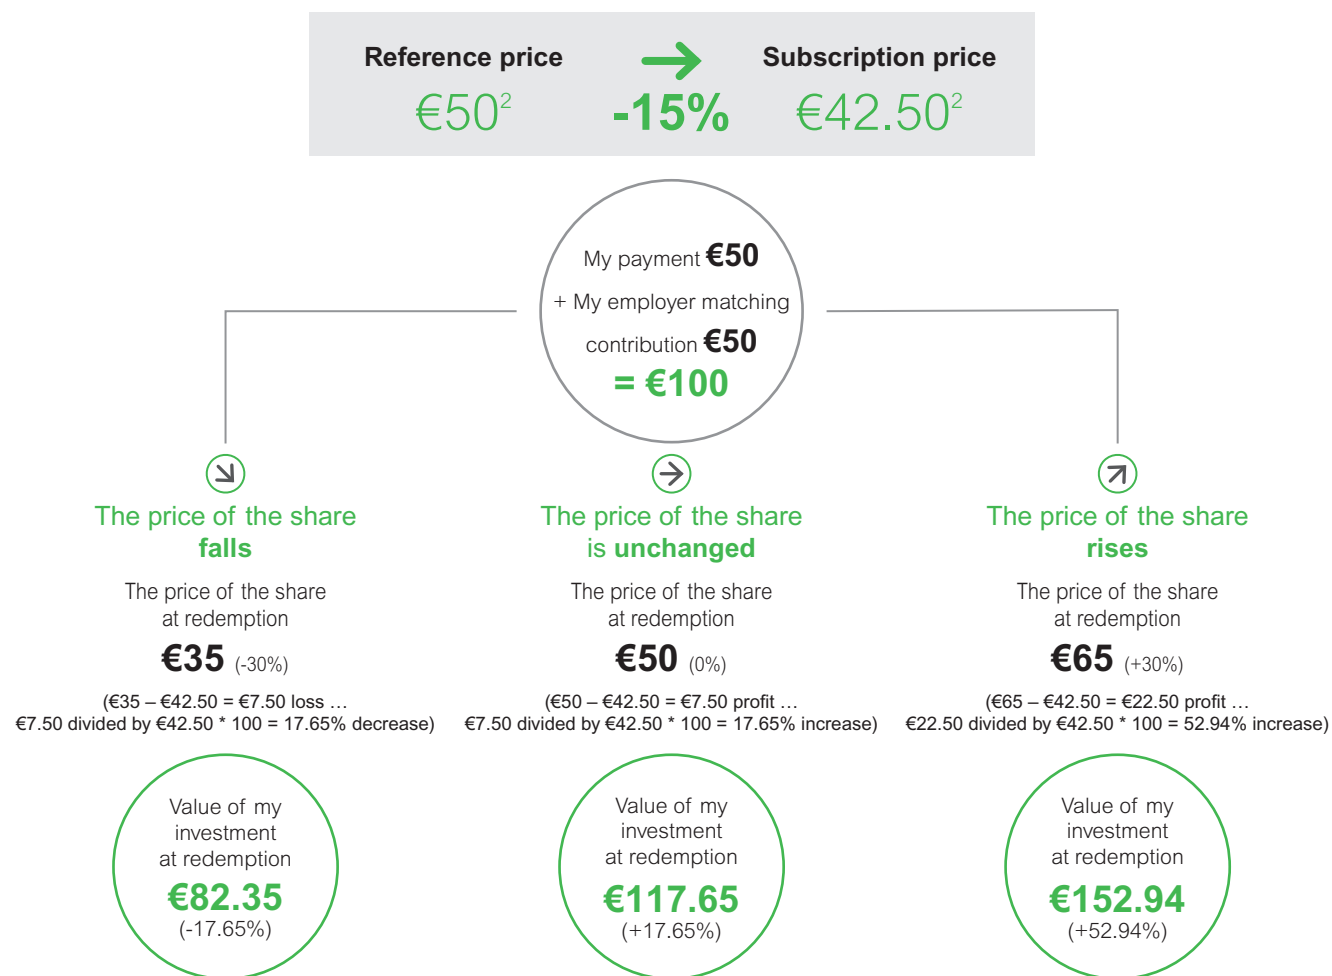 Reference price
Subscription price
€50²
-15%
€42.50²
My payment €50
+ My employer matching
contribution €50
= €100
The price of the share
falls
The price of the share
at redemption
€35 (-30%)
(€35 – €42.50 = €7.50 loss …
€7.50 divided by €42.50 * 100 = 17.65% decrease)
Value of my
investment
at redemption
€82.35
(-17.65%)
The price of the share
is unchanged
The price of the share
at redemption
€50 (0%)
(€50 – €42.50 = €7.50 profit …
€7.50 divided by €42.50 * 100 = 17.65% increase)
Value of my
investment
at redemption
€117.65
(+17.65%)
The price of the share
rises
The price of the share
at redemption
€65 (+30%)
(€65 – €42.50 = €22.50 profit …
€22.50 divided by €42.50 * 100 = 52.94% increase)
Value of my
investment
at redemption
€152.94
(+52.94%)